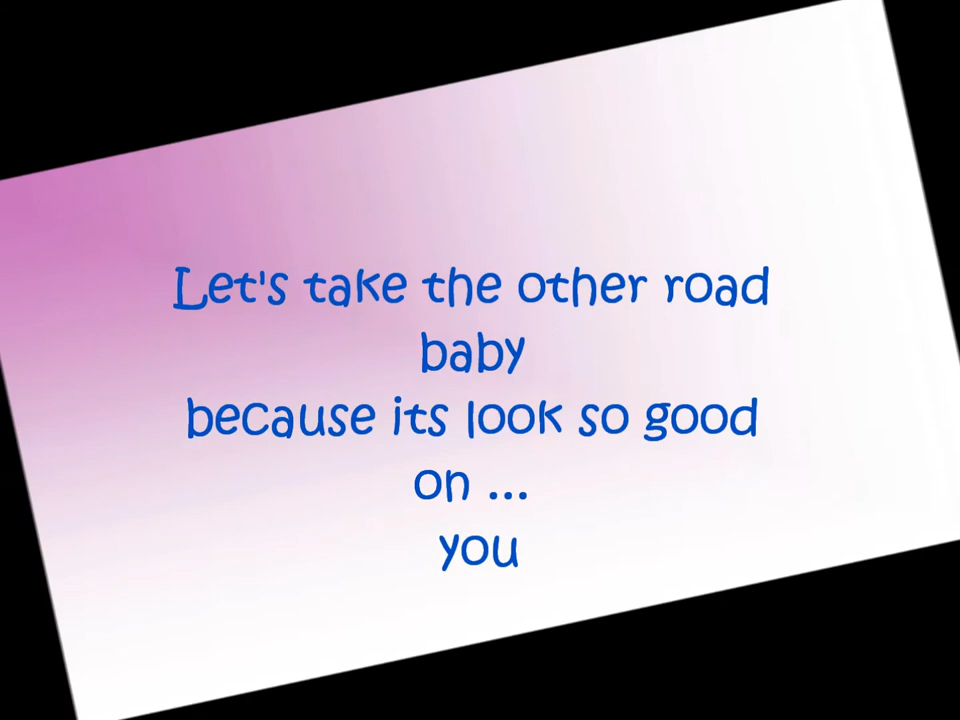 Let's take the other road
baby
because its look so good
on ...
you